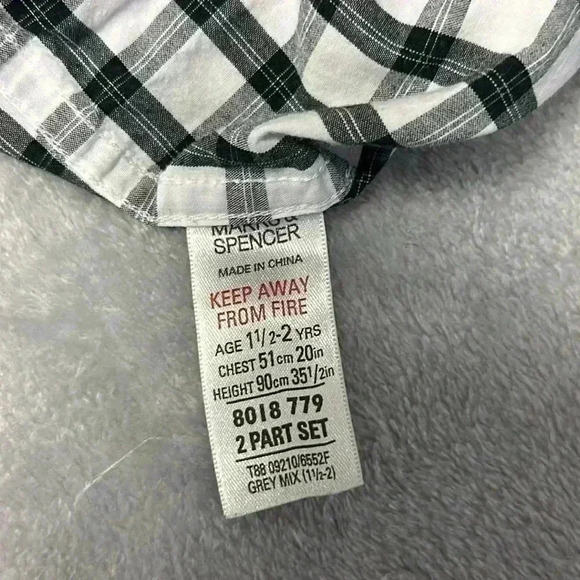 MARKS &
SPENCER
MADE IN CHINA
KEEP AWAY
FROM FIRE
AGE 1½-2 YRS
CHEST 51cm 20in
HEIGHT 90cm 35½in
8018 779
2 PART SET
T88 09210/6552F
GREY MIX (1½-2)